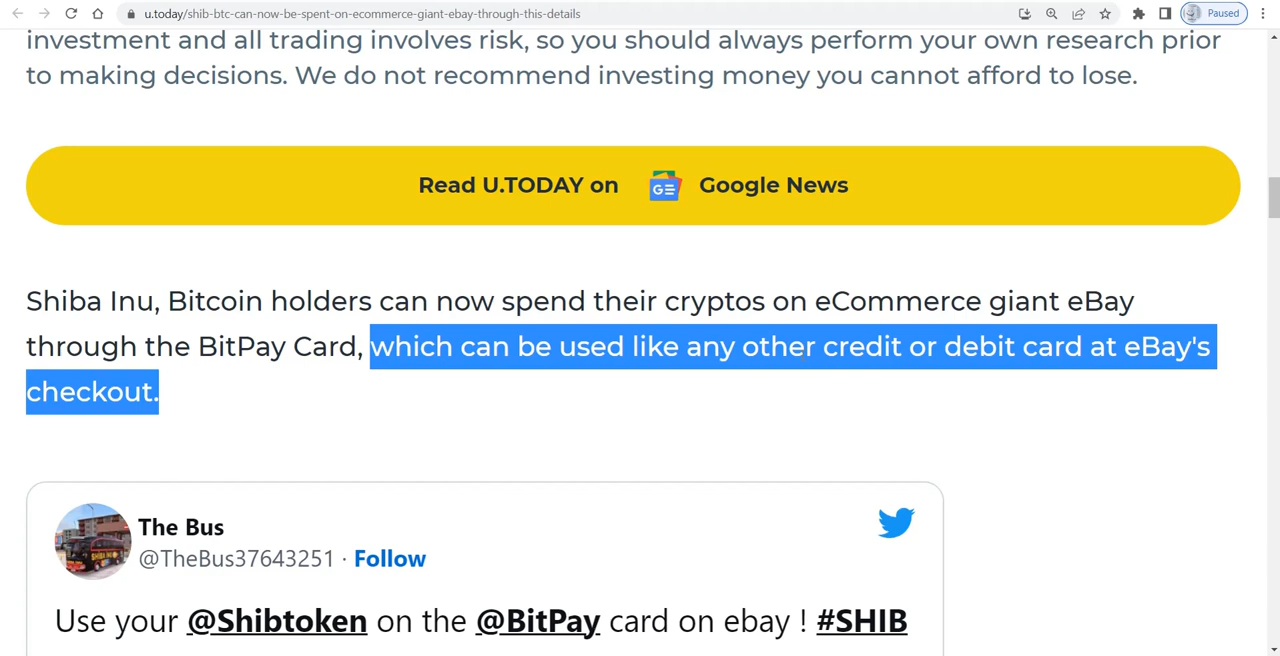 u.today/shib-btc-can-now-be-spent-on-ecommerce-giant-ebay-through-this-details
Paused
investment and all trading involves risk, so you should always perform your own research prior
to making decisions. We do not recommend investing money you cannot afford to lose.
Read U.TODAY on GE Google News
Shiba Inu, Bitcoin holders can now spend their cryptos on eCommerce giant eBay
through the BitPay Card, which can be used like any other credit or debit card at eBay's
checkout.
The Bus
@TheBus37643251 · Follow
Use your @Shibtoken on the @BitPay card on ebay ! #SHIB